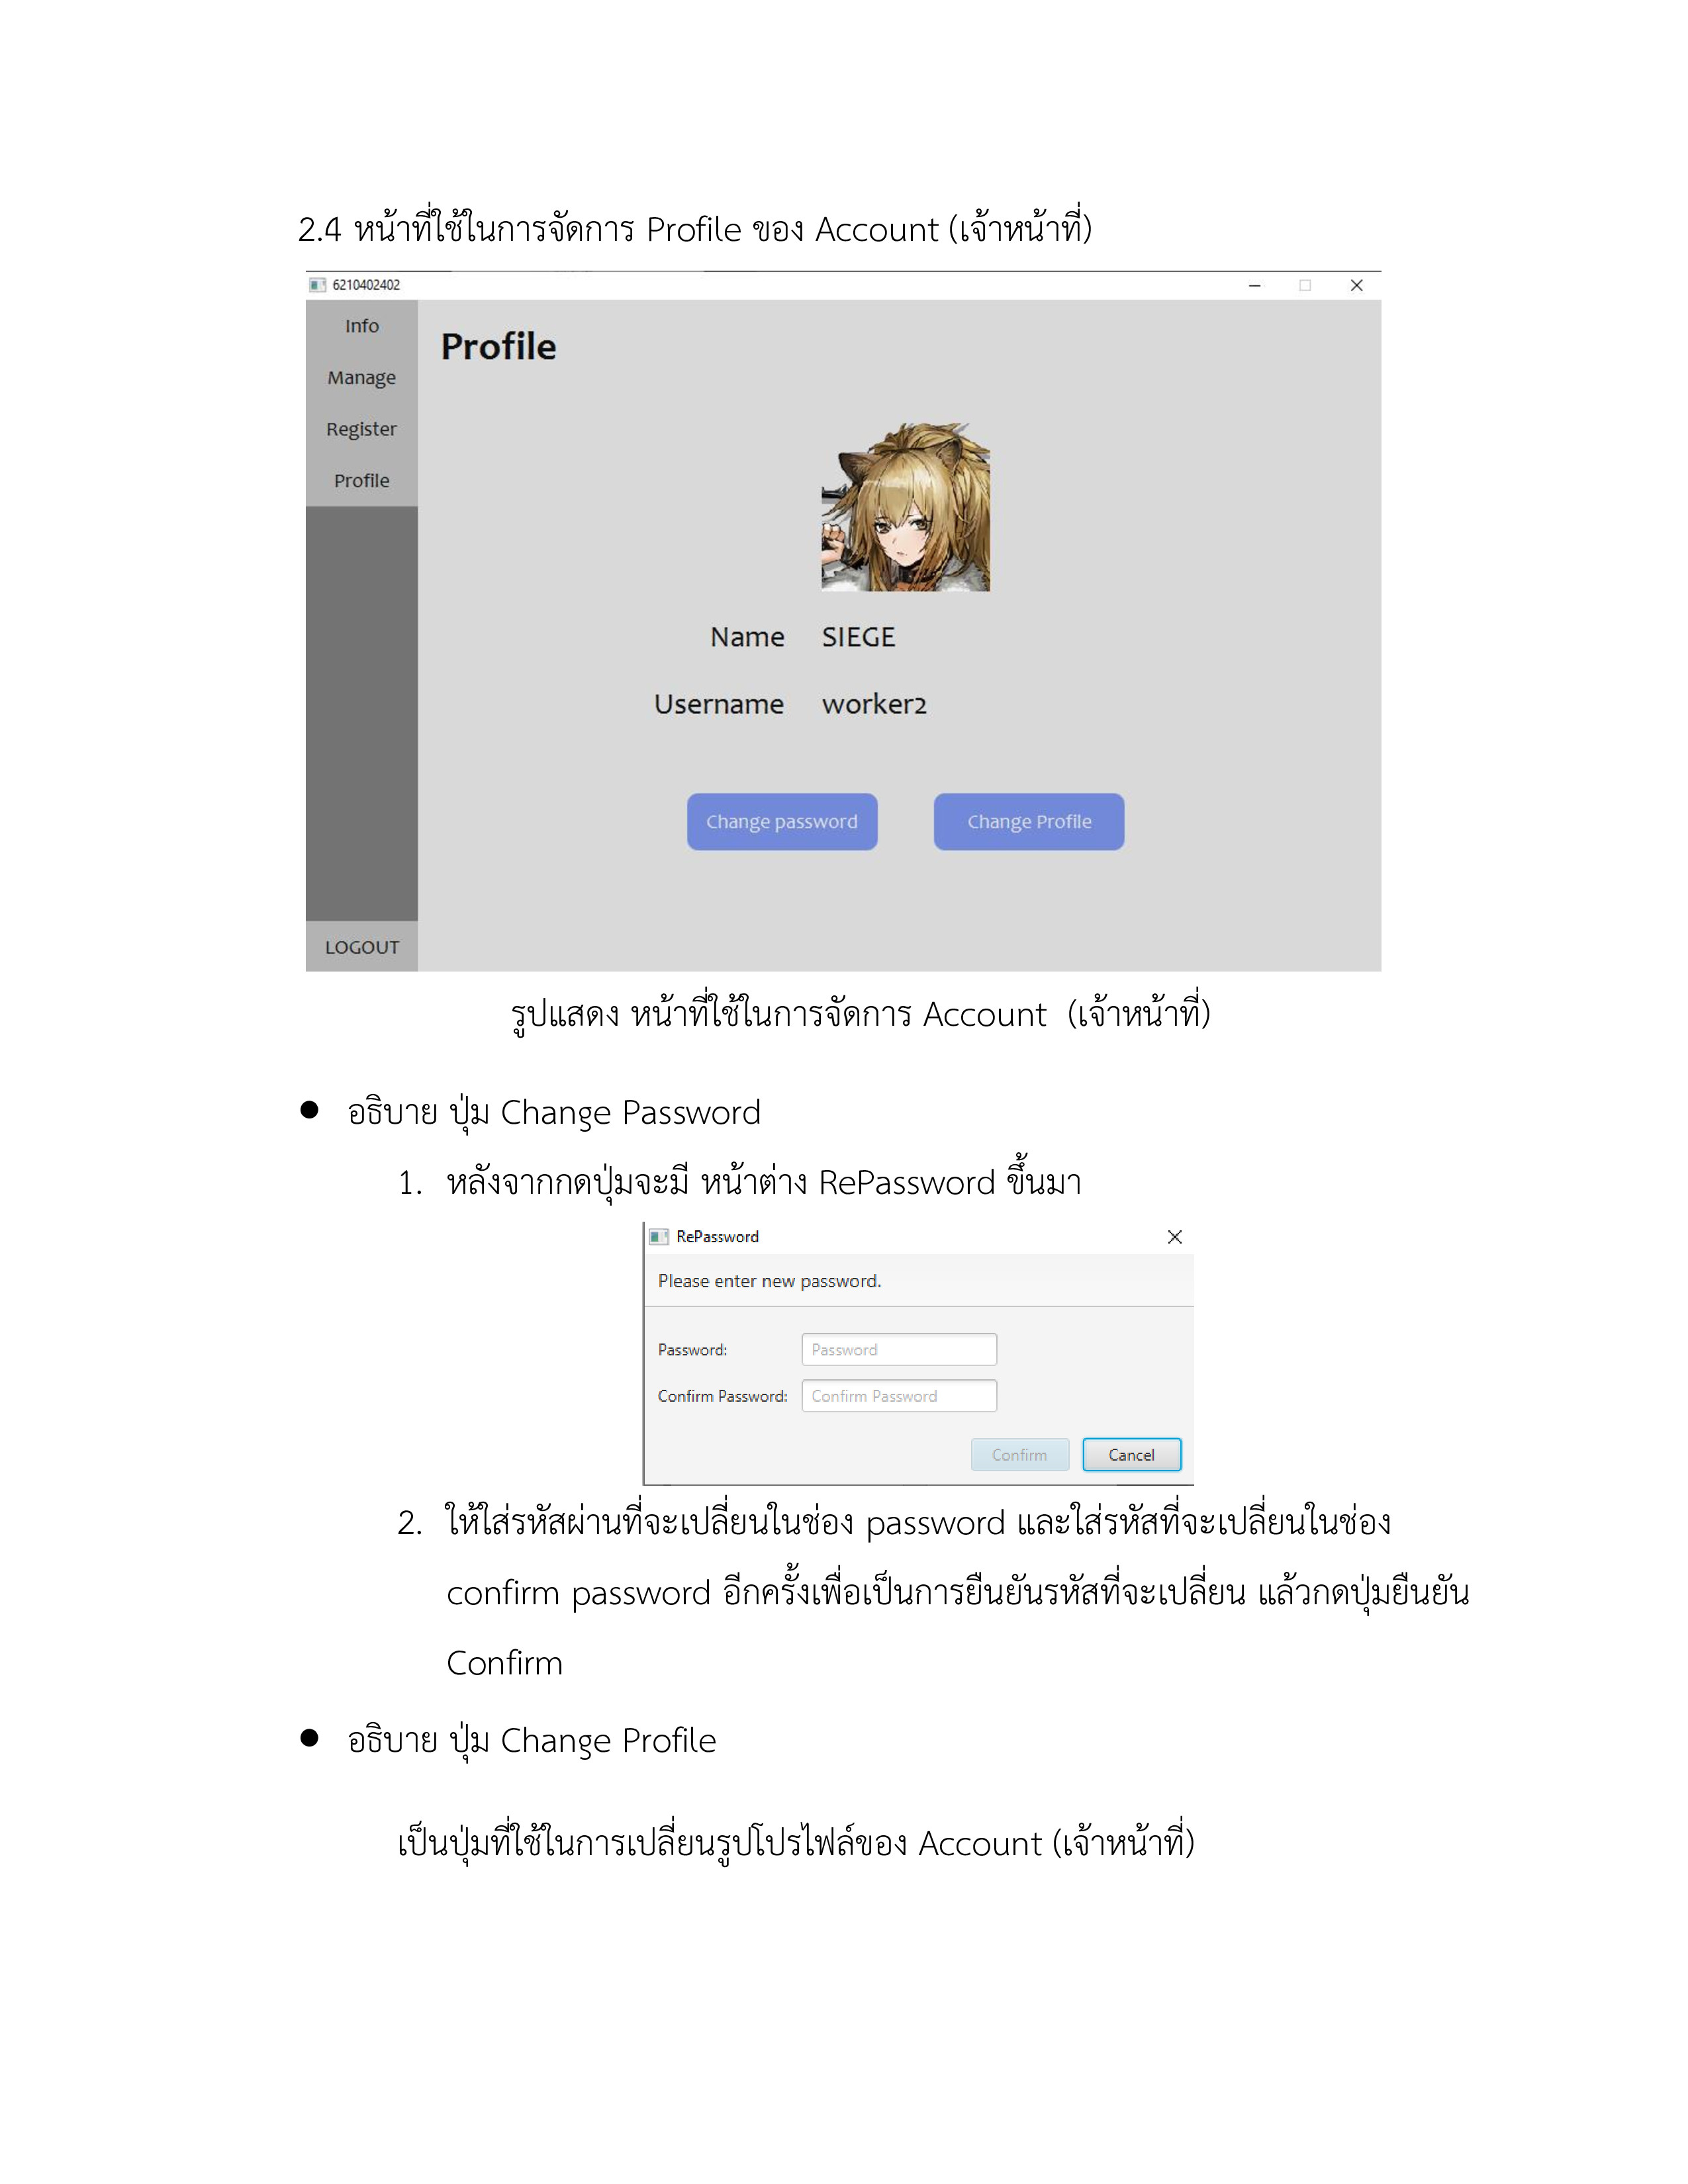 2.4 หน้าที่ใช้ในการจัดการ Profile ของ Account (เจ้าหน้าที่)
6210402402
Info
Manage
Register
Profile
LOGOUT
Profile
Name SIEGE
Username worker2
Change password Change Profile
รูปแสดง หน้าที่ใช้ในการจัดการ Account (เจ้าหน้าที่)
● อธิบาย ปุ่ม Change Password
1. หลังจากกดปุ่มจะมี หน้าต่าง RePassword ขึ้นมา
RePassword
Please enter new password.
Password: Password
Confirm Password: Confirm Password
Confirm Cancel
2. ให้ใส่รหัสผ่านที่จะเปลี่ยนในช่อง password และใส่รหัสที่จะเปลี่ยนในช่อง
confirm password อีกครั้งเพื่อเป็นการยืนยันรหัสที่จะเปลี่ยน แล้วกดปุ่มยืนยัน
Confirm
● อธิบาย ปุ่ม Change Profile
เป็นปุ่มที่ใช้ในการเปลี่ยนรูปโปรไฟล์ของ Account (เจ้าหน้าที่)